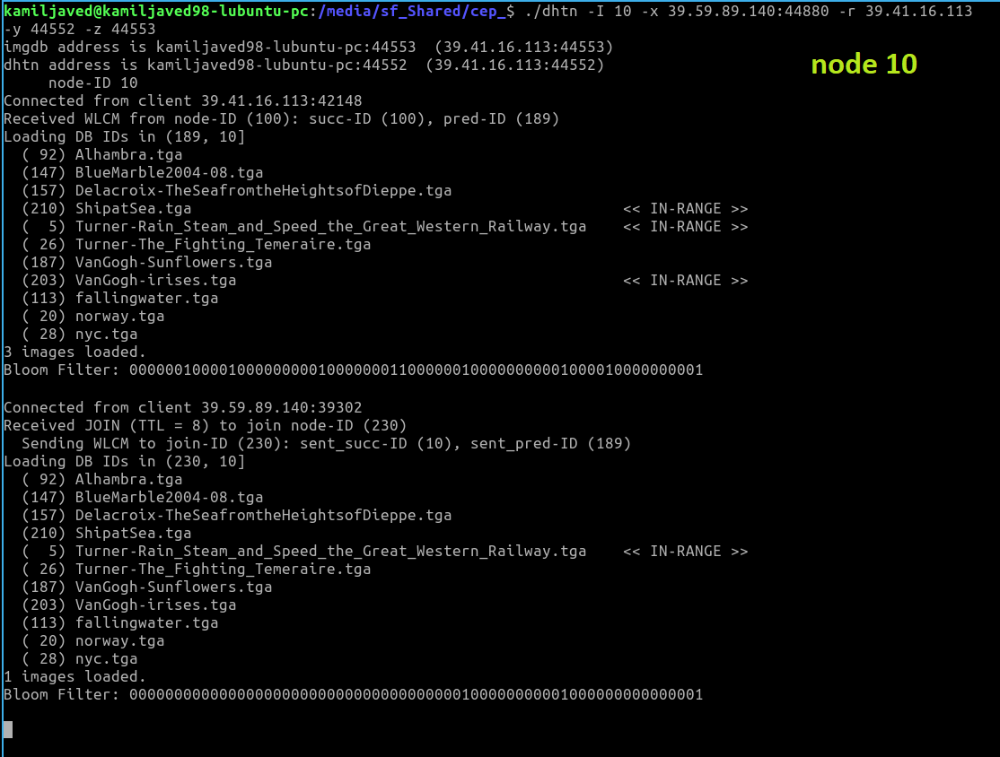 kamiljaved@kamiljaved98-lubuntu-pc:/media/sf_Shared/cep_$ ./dhtn -I 10 -x 39.59.89.140:44880 -r 39.41.16.113
-y 44552 -z 44553
imgdb address is kamiljaved98-lubuntu-pc:44553  (39.41.16.113:44553)
dhtn address is kamiljaved98-lubuntu-pc:44552  (39.41.16.113:44552)
node 10
     node-ID 10
Connected from client 39.41.16.113:42148
Received WLCM from node-ID (100): succ-ID (100), pred-ID (189)
Loading DB IDs in (189, 10]
  ( 92) Alhambra.tga
  (147) BlueMarble2004-08.tga
  (157) Delacroix-TheSeafromtheHeightsofDieppe.tga
  (210) ShipatSea.tga                                                << IN-RANGE >>
  (  5) Turner-Rain_Steam_and_Speed_the_Great_Western_Railway.tga    << IN-RANGE >>
  ( 26) Turner-The_Fighting_Temeraire.tga
  (187) VanGogh-Sunflowers.tga
  (203) VanGogh-irises.tga                                           << IN-RANGE >>
  (113) fallingwater.tga
  ( 20) norway.tga
  ( 28) nyc.tga
3 images loaded.
Bloom Filter: 0000001000010000000001000000011000000100000000001000010000000001
Connected from client 39.59.89.140:39302
Received JOIN (TTL = 8) to join node-ID (230)
  Sending WLCM to join-ID (230): sent_succ-ID (10), sent_pred-ID (189)
Loading DB IDs in (230, 10]
  ( 92) Alhambra.tga
  (147) BlueMarble2004-08.tga
  (157) Delacroix-TheSeafromtheHeightsofDieppe.tga
  (210) ShipatSea.tga
  (  5) Turner-Rain_Steam_and_Speed_the_Great_Western_Railway.tga    << IN-RANGE >>
  ( 26) Turner-The_Fighting_Temeraire.tga
  (187) VanGogh-Sunflowers.tga
  (203) VanGogh-irises.tga
  (113) fallingwater.tga
  ( 20) norway.tga
  ( 28) nyc.tga
1 images loaded.
Bloom Filter: 0000000000000000000000000000000000000100000000001000000000000001